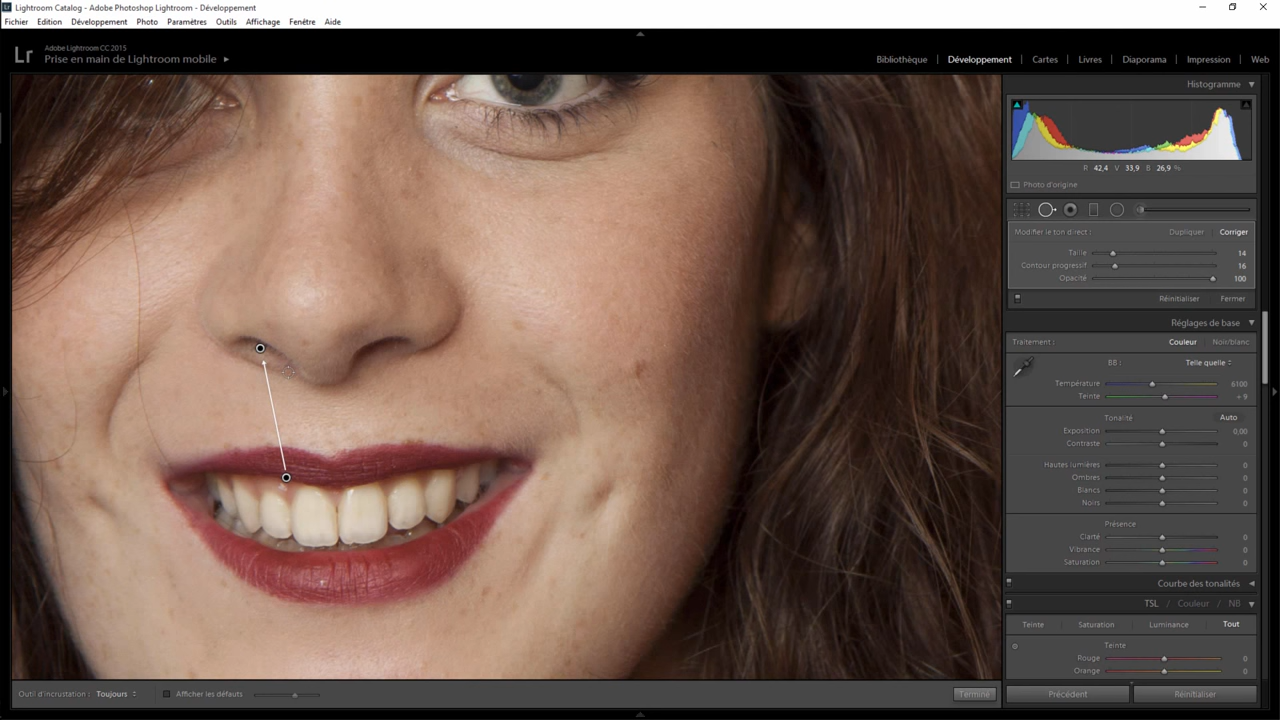 Lightroom Catalog - Adobe Photoshop Lightroom - Développement
Fichier Edition Développement Photo Paramètres Outils Affichage Fenêtre Aide
Lr
Adobe Lightroom CC 2015
Prise en main de Lightroom mobile
Bibliothèque | Développement | Cartes | Livres | Diaporama | Impression | Web
Histogramme
R 42,4 V 33,9 B 26,9 %
Photo d'origine
Modifier le ton direct : Dupliquer Corriger
Taille 14
Contour progressif 16
Opacité 100
Réinitialiser Fermer
Réglages de base
Traitement : Couleur Noir/blanc
BB : Telle quelle
Température 6100
Teinte + 9
Tonalité Auto
Exposition 0,00
Contraste 0
Hautes lumières 0
Ombres 0
Blancs 0
Noirs 0
Présence
Clarté 0
Vibrance 0
Saturation 0
Courbe des tonalités
TSL / Couleur / NB
Teinte Saturation Luminance Tout
Teinte
Rouge 0
Orange 0
Outil d'incrustation : Toujours Afficher les défauts Terminé
Précédent Réinitialiser